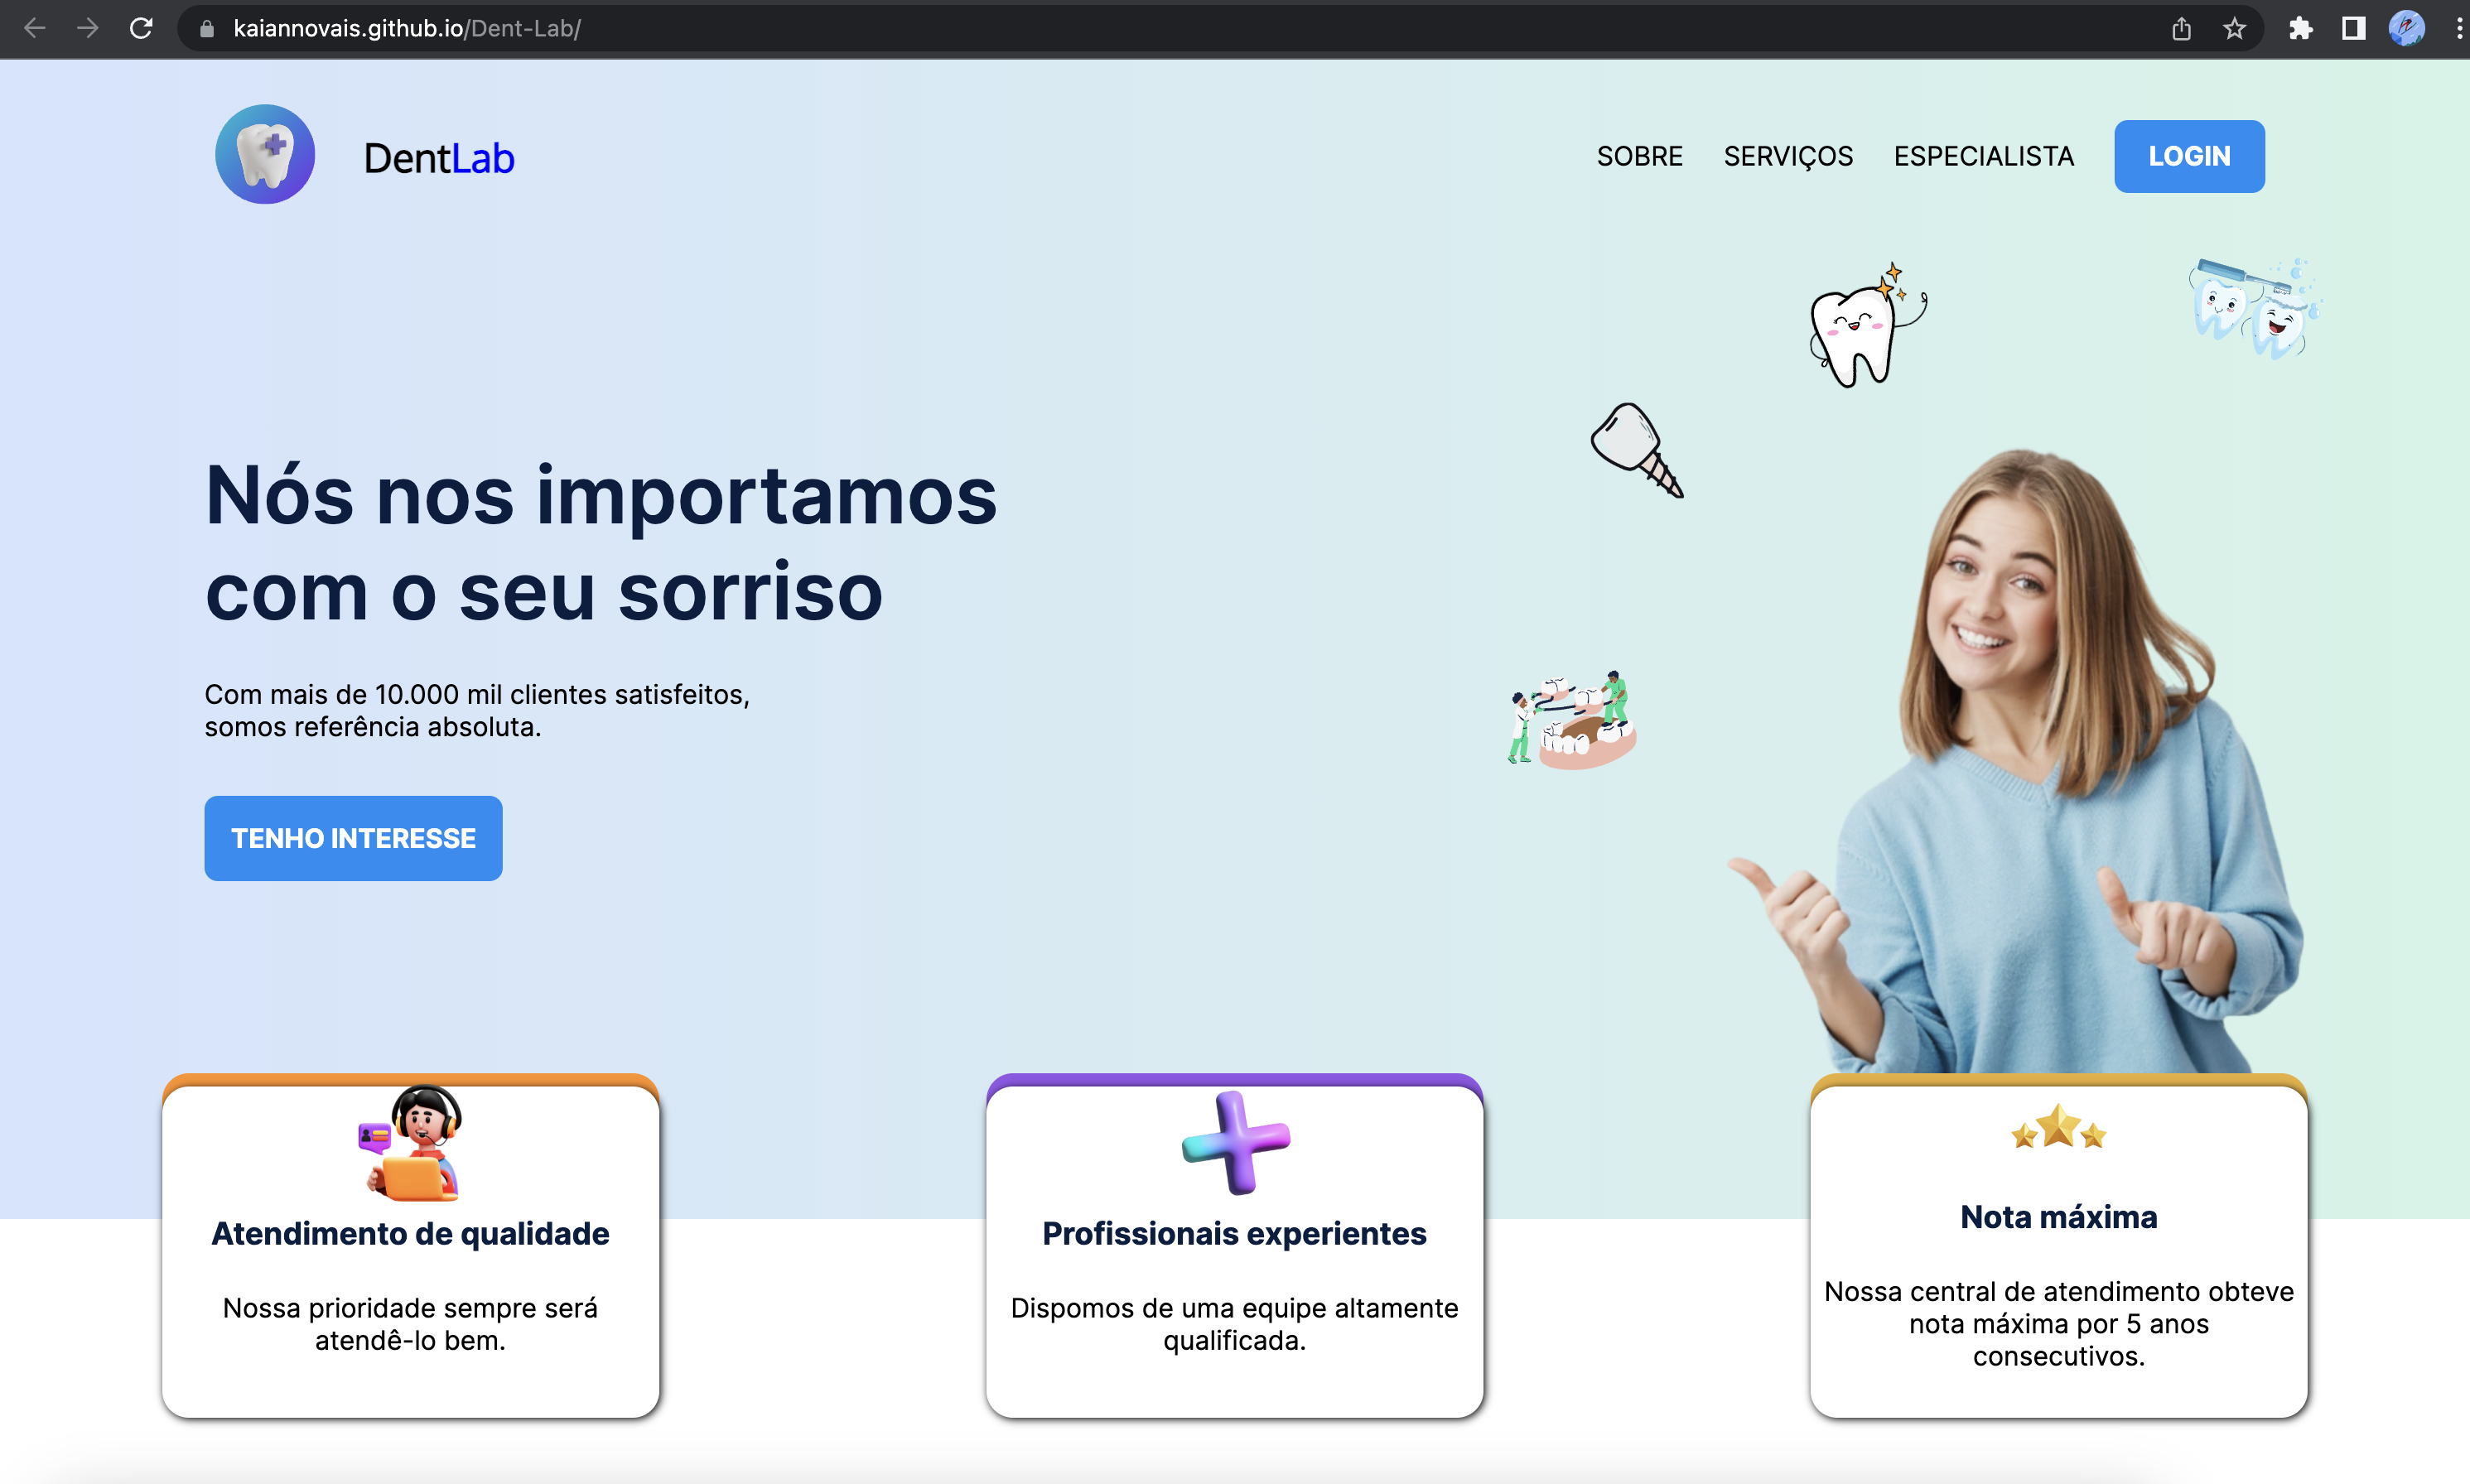 kaiannovais.github.io/Dent-Lab/
DentLab
SOBRE SERVIÇOS ESPECIALISTA LOGIN
Nós nos importamos
com o seu sorriso
Com mais de 10.000 mil clientes satisfeitos,
somos referência absoluta.
TENHO INTERESSE
Atendimento de qualidade
Nossa prioridade sempre será
atendê-lo bem.
Profissionais experientes
Dispomos de uma equipe altamente
qualificada.
Nota máxima
Nossa central de atendimento obteve
nota máxima por 5 anos
consecutivos.